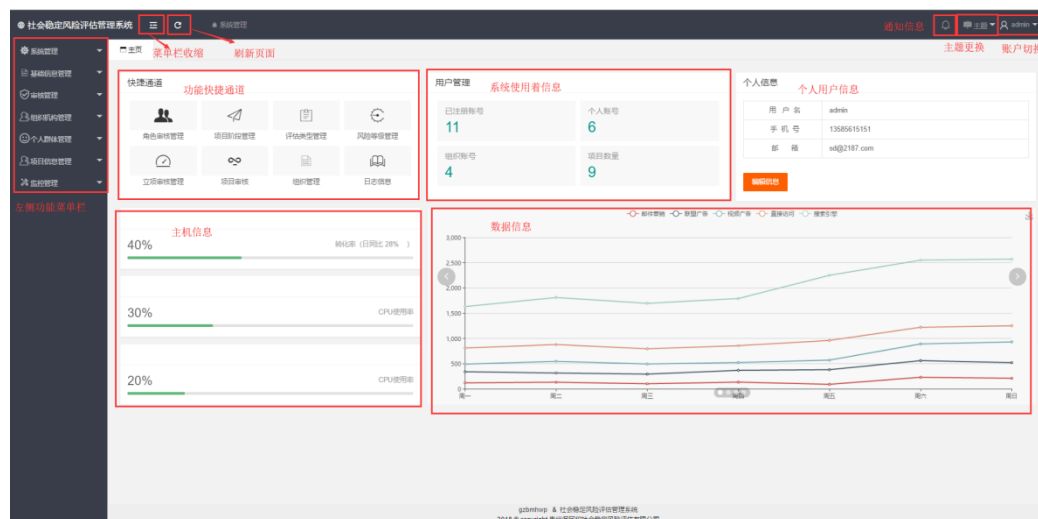 社会稳定风险评估管理系统
系统管理
通知信息
主题
admin
菜单栏收缩
刷新页面
主题更换
账户切换
系统管理
基础信息管理
审核管理
组织机构管理
个人群体管理
项目信息管理
监控管理
左侧功能菜单栏
主页
快捷通道
功能快捷通道
角色审核管理
项目阶段管理
评估类型管理
风险等级管理
立项审核管理
项目审核
组织管理
日志信息
用户管理
系统使用着信息
已注册账号
11
个人账号
6
组织账号
4
项目数量
9
个人信息
个人用户信息
用 户 名
admin
手 机 号
13585615151
邮 箱
sd@2187.com
编辑信息
主机信息
40%
转化率（日同比 28% ）
30%
CPU使用率
20%
CPU使用率
数据信息
邮件营销
联盟广告
视频广告
直接访问
搜索引擎
3,000
2,500
2,000
1,500
1,000
500
0
周一
周二
周三
周四
周五
周六
周日
gzbmhwp & 社会稳定风险评估管理系统